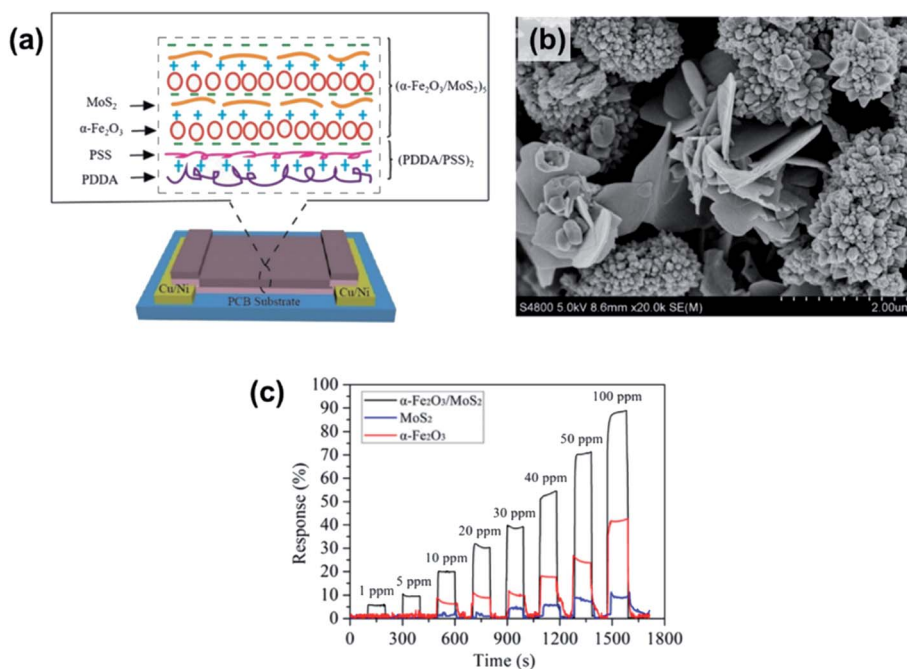 (a)
MoS₂
α-Fe₂O₃
PSS
PDDA
(α-Fe₂O₃/MoS₂)₅
(PDDA/PSS)₂
Cu/Ni
PCB Substrate
Cu/Ni
(b)
S4800 5.0kV 8.6mm x20.0k SE(M)
2.00um
(c)
Response (%)
100
90
80
70
60
50
40
30
20
10
0
α-Fe₂O₃/MoS₂
MoS₂
α-Fe₂O₃
1 ppm
5 ppm
10 ppm
20 ppm
30 ppm
40 ppm
50 ppm
100 ppm
0 300 600 900 1200 1500 1800
Time (s)